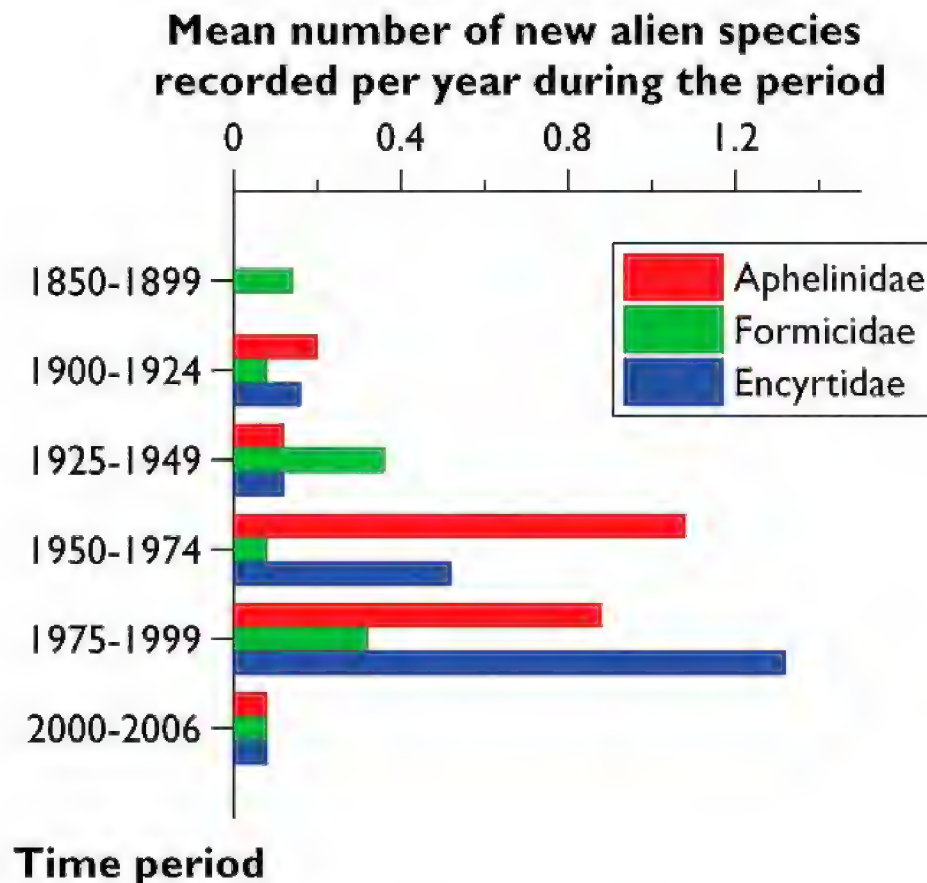 Mean number of new alien species
recorded per year during the period
0 0.4 0.8 1.2
1850-1899
1900-1924
1925-1949
1950-1974
1975-1999
2000-2006
Aphelinidae
Formicidae
Encyrtidae
Time period